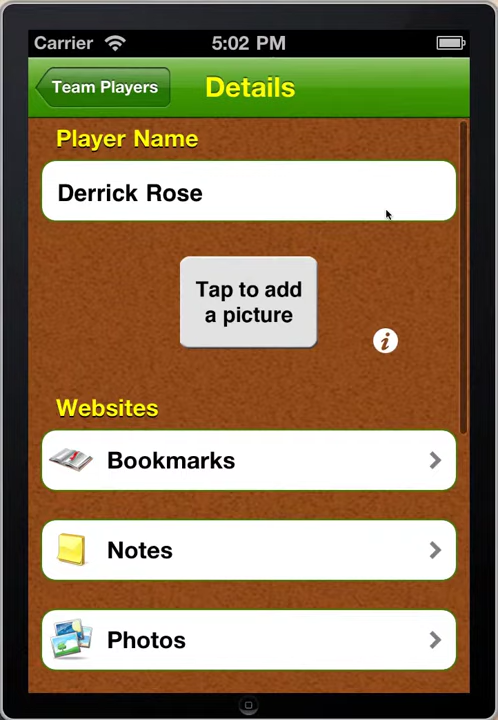 Carrier 5:02 PM
Team Players Details
Player Name
Derrick Rose
Tap to add
a picture
i
Websites
Bookmarks
Notes
Photos